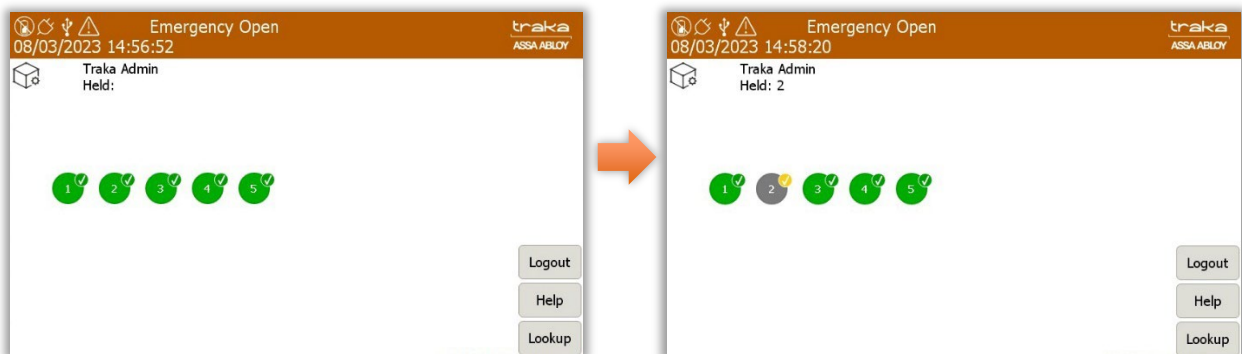 Emergency Open
traka
08/03/2023 14:56:52
ASSA ABLOY
Traka Admin
Held:
1 2 3 4 5
Logout
Help
Lookup
Emergency Open
traka
08/03/2023 14:58:20
ASSA ABLOY
Traka Admin
Held: 2
1 2 3 4 5
Logout
Help
Lookup